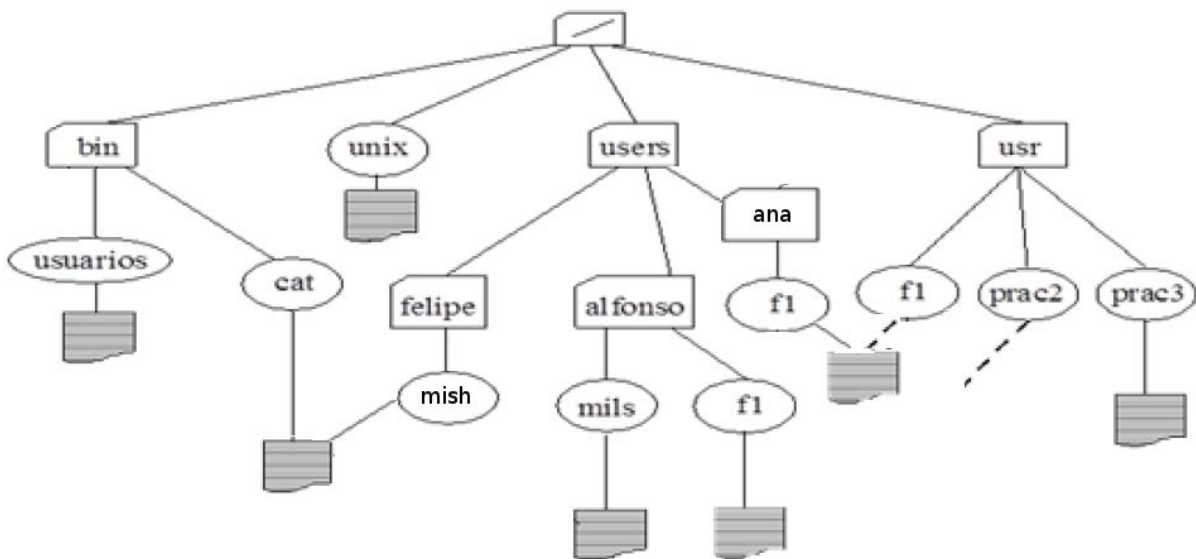 /
bin
unix
users
usr
ana
usuarios
cat
felipe
alfonso
f1
f1
prac2
prac3
mish
mils
f1